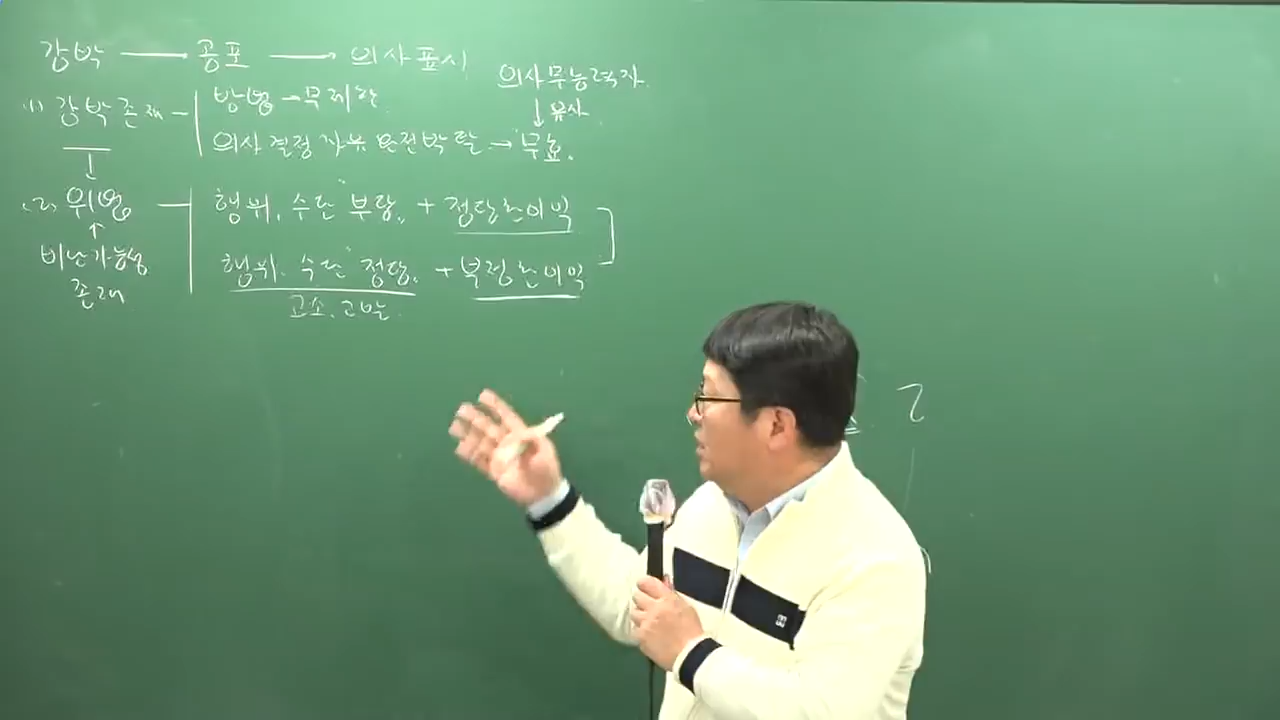 강박 → 공포 → 의사표시
(1) 강박존재 - 방법 → 무제한
의사무능력자
↓ 유사
의사결정자유 완전박탈 → "무효.
(2) 위법 - 행위, 수단 "부당" + 정당한이익
↑
비난가능성
존재
행위, 수단 "정당" + 부정한이익
고소, 고발.
2